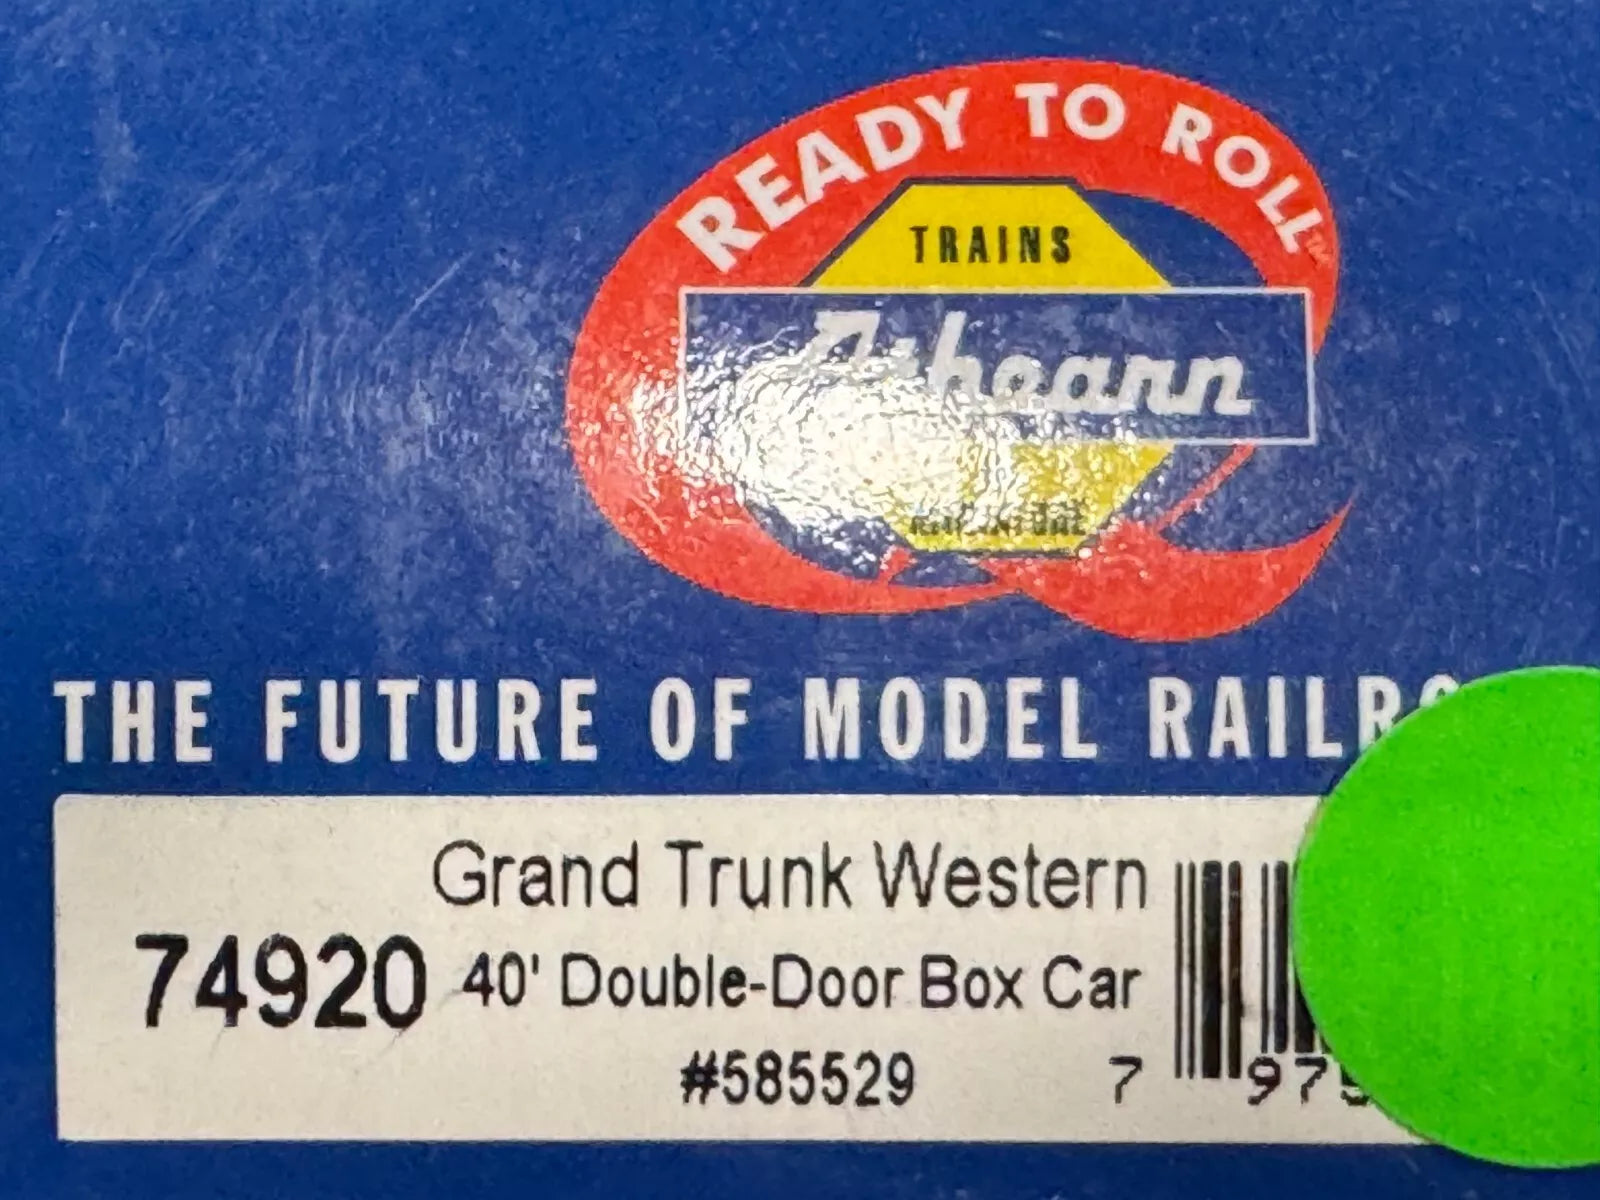 READY TO ROLL
TRAINS
Athearn
THE FUTURE OF MODEL RAILRO
Grand Trunk Western
74920 40' Double-Door Box Car
#585529 7 975